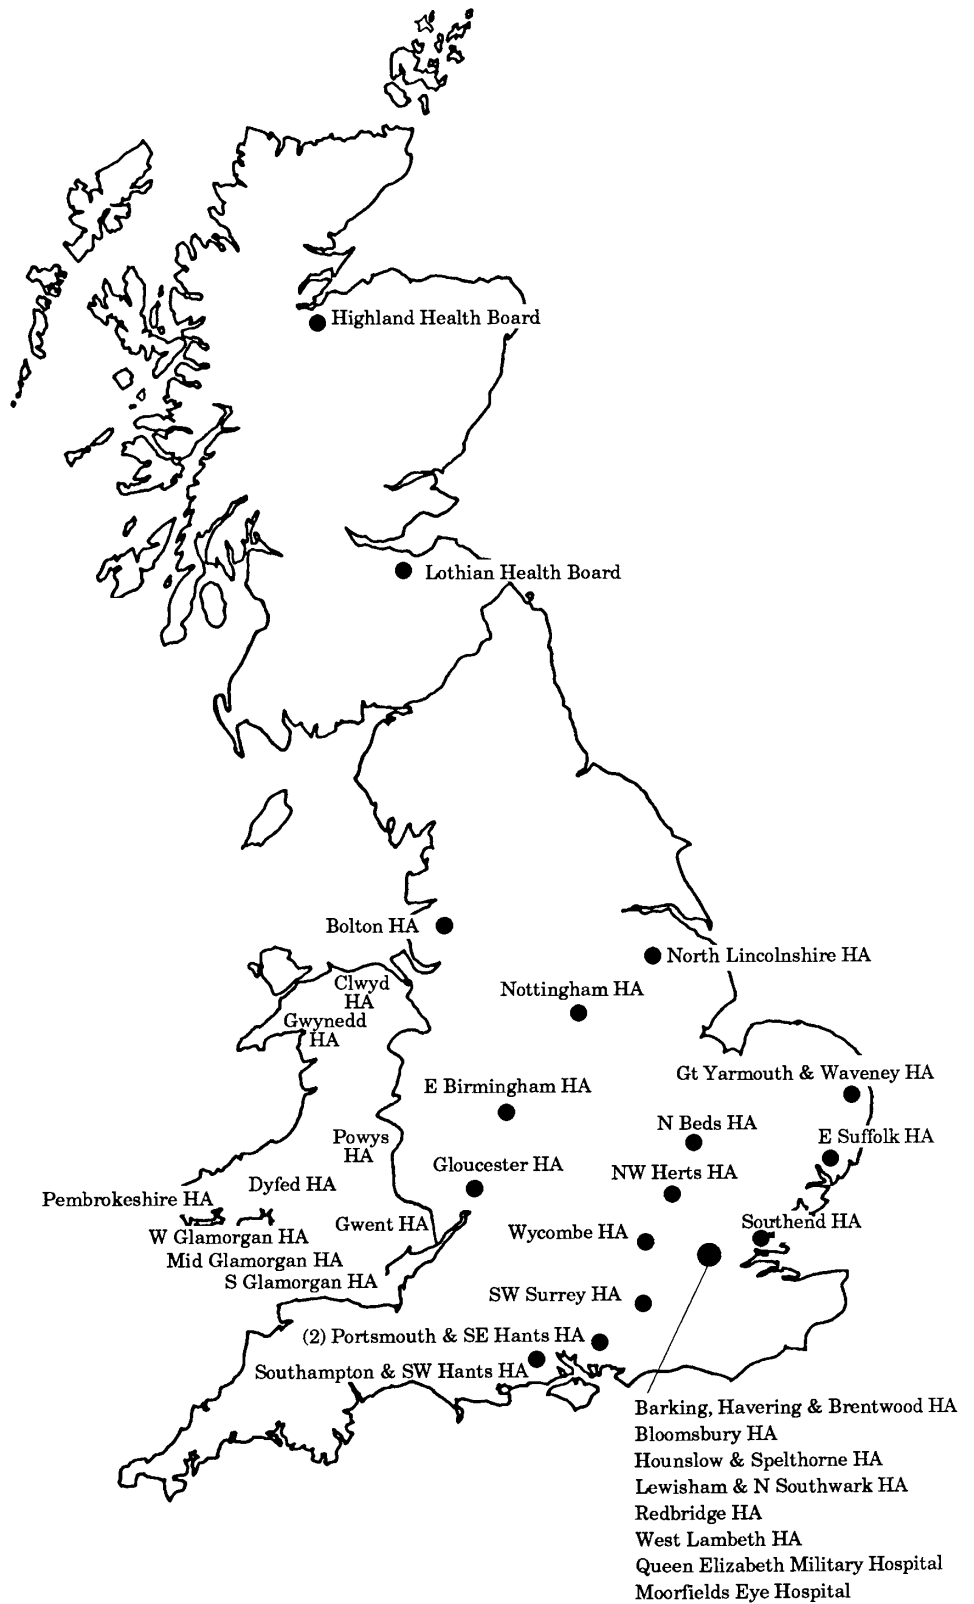 Highland Health Board
Lothian Health Board
Bolton HA
North Lincolnshire HA
Clwyd
HA
Nottingham HA
Gwynedd
HA
Gt Yarmouth & Waveney HA
E Birmingham HA
N Beds HA
E Suffolk HA
Powys
HA
Gloucester HA
NW Herts HA
Dyfed HA
Pembrokeshire HA
Gwent HA
Southend HA
W Glamorgan HA
Wycombe HA
Mid Glamorgan HA
S Glamorgan HA
SW Surrey HA
(2) Portsmouth & SE Hants HA
Southampton & SW Hants HA
Barking, Havering & Brentwood HA
Bloomsbury HA
Hounslow & Spelthorne HA
Lewisham & N Southwark HA
Redbridge HA
West Lambeth HA
Queen Elizabeth Military Hospital
Moorfields Eye Hospital